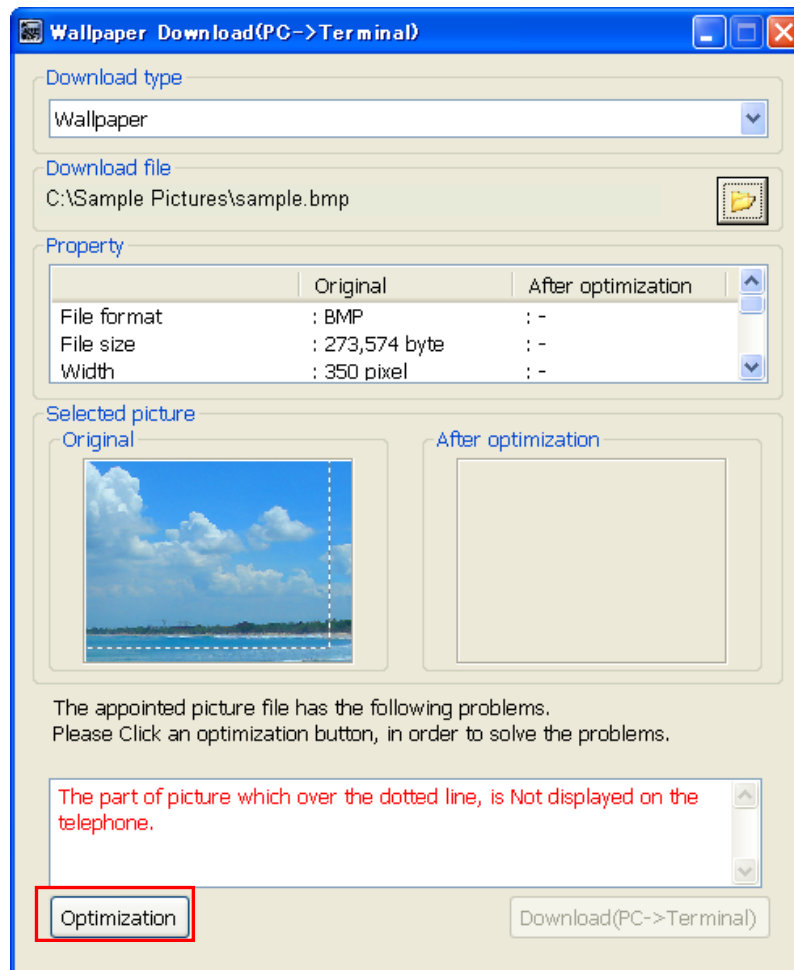 Wallpaper Download(PC->Terminal)
Download type
Wallpaper
Download file
C:\Sample Pictures\sample.bmp
Property
Original After optimization
File format : BMP : -
File size : 273,574 byte : -
Width : 350 pixel : -
Selected picture
Original After optimization
The appointed picture file has the following problems.
Please Click an optimization button, in order to solve the problems.
The part of picture which over the dotted line, is Not displayed on the
telephone.
Optimization Download(PC->Terminal)